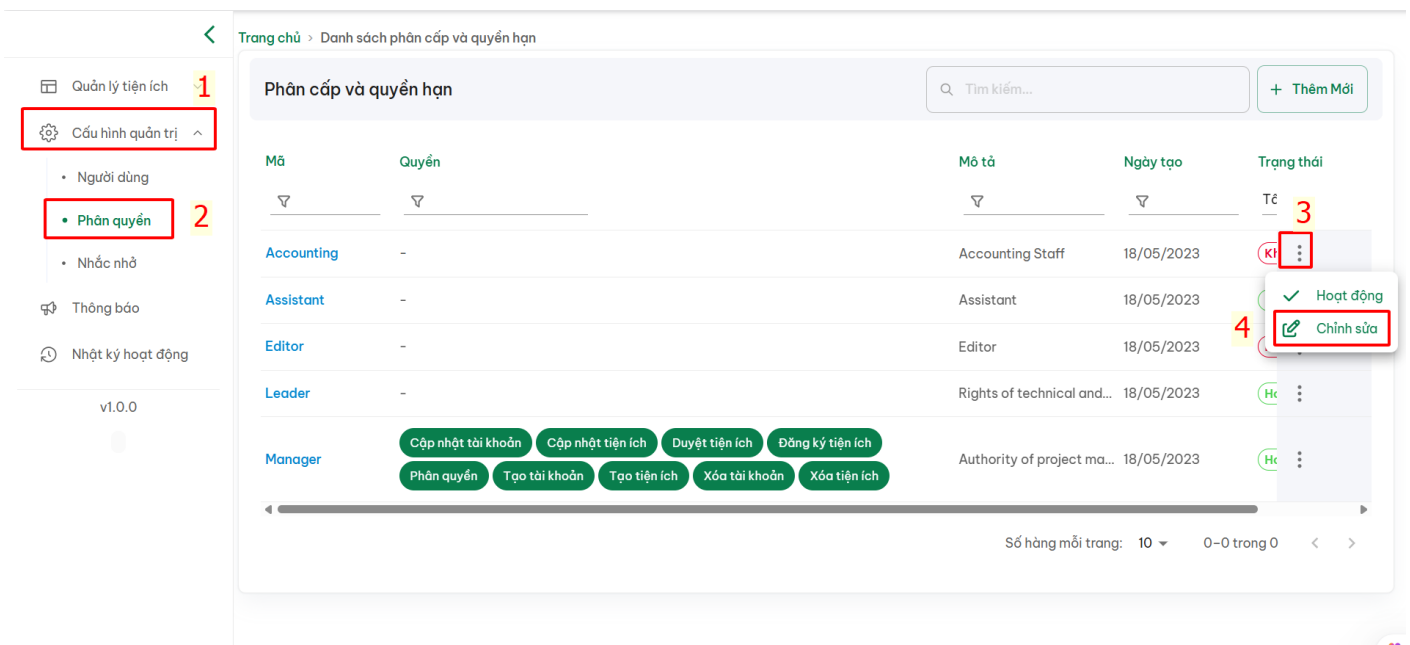 Trang chủ > Danh sách phân cấp và quyền hạn
Quản lý tiện ích
1
Cấu hình quản trị
Người dùng
Phân quyền
2
Nhắc nhở
Thông báo
Nhật ký hoạt động
v1.0.0
Phân cấp và quyền hạn
Tìm kiếm...
+ Thêm Mới
Mã Quyền Mô tả Ngày tạo Trạng thái
3
Accounting - Accounting Staff 18/05/2023
Assistant - Assistant 18/05/2023
Hoạt động
4
Chỉnh sửa
Editor - Editor 18/05/2023
Leader - Rights of technical and... 18/05/2023
Cập nhật tài khoản Cập nhật tiện ích Duyệt tiện ích Đăng ký tiện ích
Manager Authority of project ma... 18/05/2023
Phân quyền Tạo tài khoản Tạo tiện ích Xóa tài khoản Xóa tiện ích
Số hàng mỗi trang: 10 0–0 trong 0